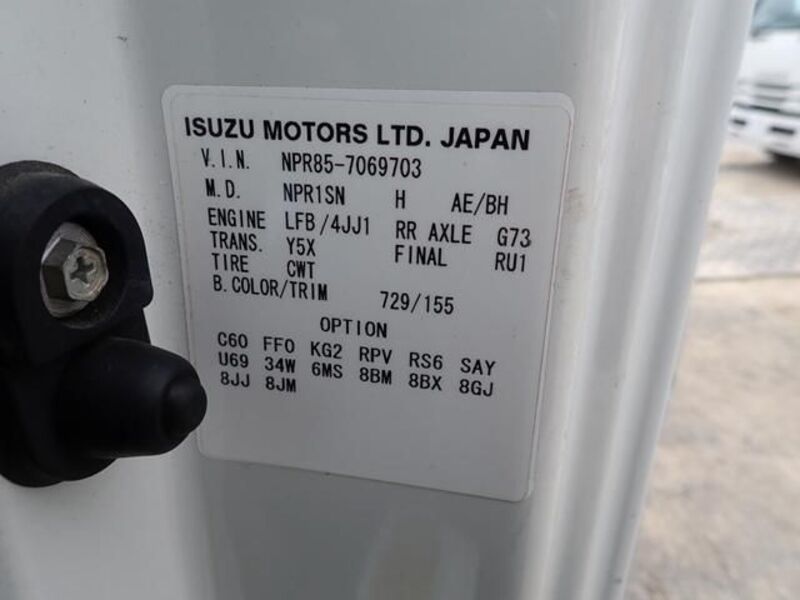 ISUZU MOTORS LTD. JAPAN
V.I.N. NPR85-7069703
M.D. NPR1SN H AE/BH
ENGINE LFB/4JJ1 RR AXLE G73
TRANS. Y5X FINAL RU1
TIRE CWT
B.COLOR/TRIM 729/155
OPTION
C60 FF0 KG2 RPV RS6 SAY
U69 34W 6MS 8BM 8BX 8GJ
8JJ 8JM